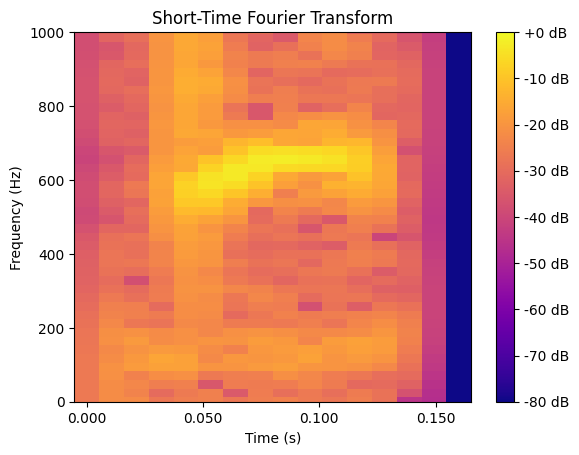 Short-Time Fourier Transform
1000
800
600
400
200
0
Frequency (Hz)
0.000
0.050
0.100
0.150
Time (s)
+0 dB
-10 dB
-20 dB
-30 dB
-40 dB
-50 dB
-60 dB
-70 dB
-80 dB